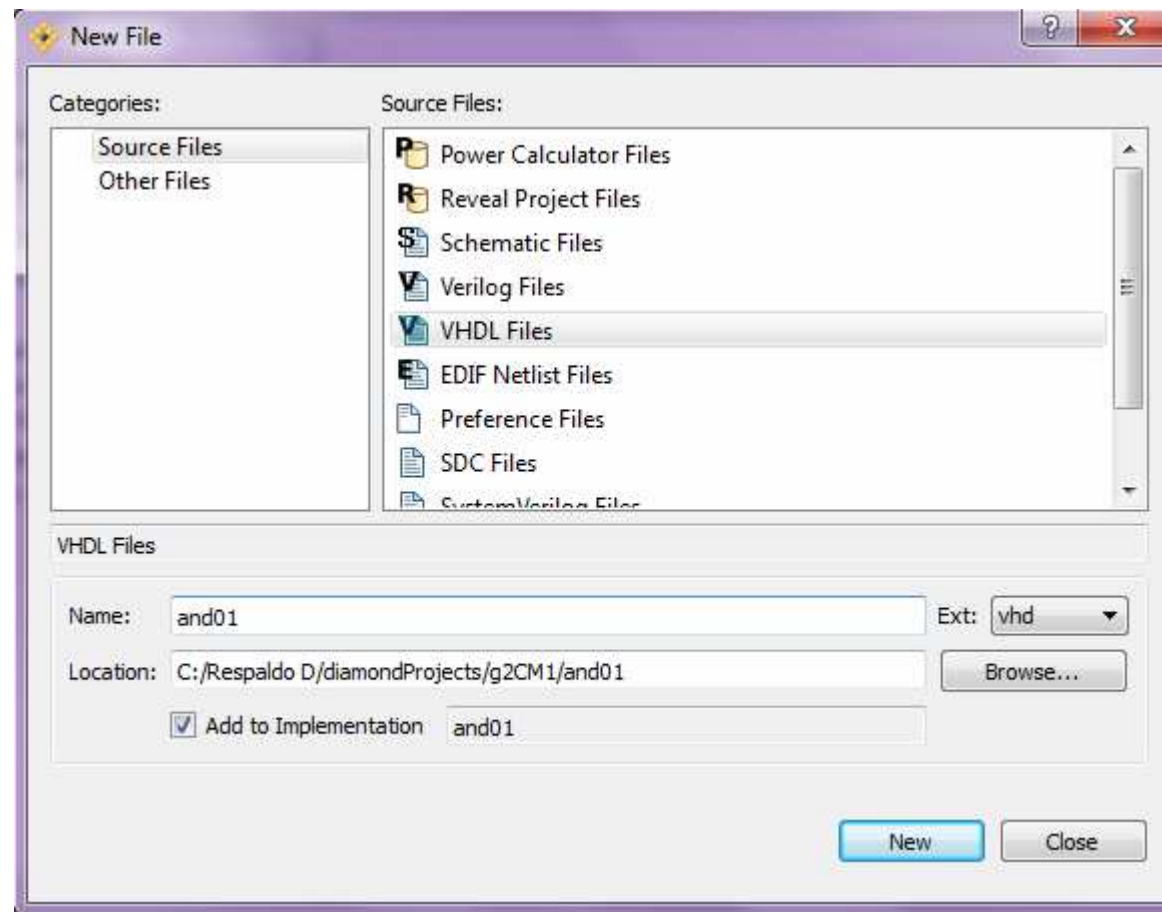 New File
Categories:
Source Files
Other Files
Source Files:
Power Calculator Files
Reveal Project Files
Schematic Files
Verilog Files
VHDL Files
EDIF Netlist Files
Preference Files
SDC Files
SystemVerilog Files
VHDL Files
Name: and01 Ext: vhd
Location: C:/Respaldo D/diamondProjects/g2CM1/and01 Browse...
Add to Implementation and01
New Close